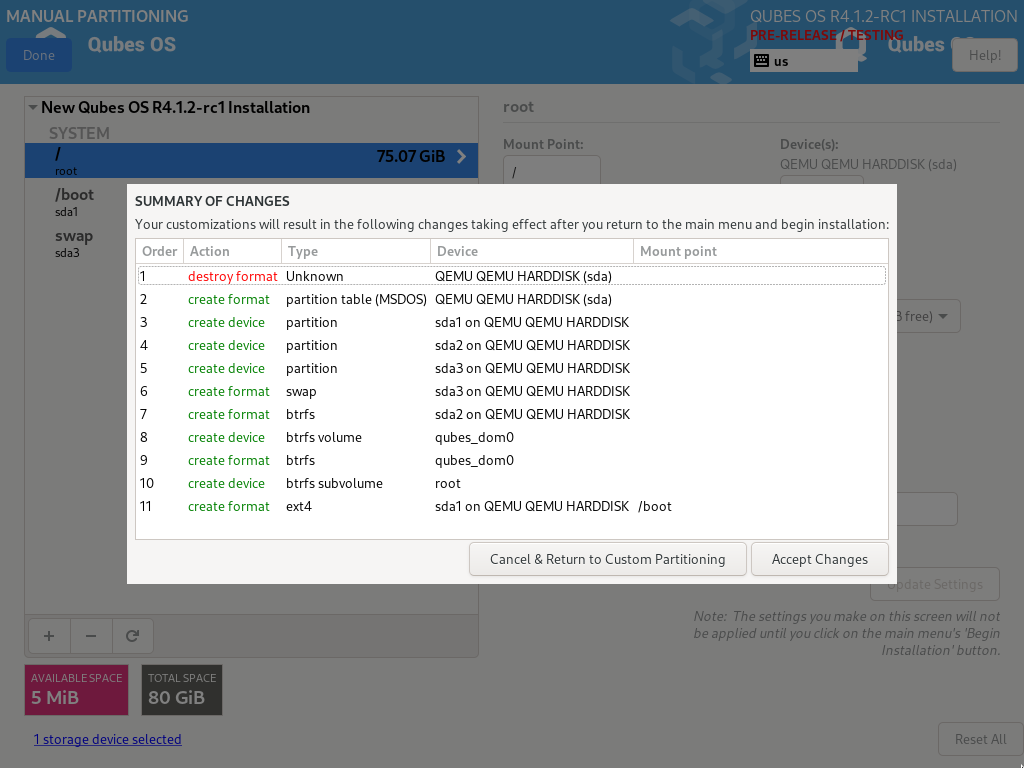 MANUAL PARTITIONING
QUBES OS R4.1.2-RC1 INSTALLATION
PRE-RELEASE / TESTING
Qubes OS
Qubes
Done
us
Help!
New Qubes OS R4.1.2-rc1 Installation
SYSTEM
/
75.07 GiB
root
/boot
sda1
swap
sda3
root
Mount Point:
Device(s):
/
QEMU QEMU HARDDISK (sda)
SUMMARY OF CHANGES
Your customizations will result in the following changes taking effect after you return to the main menu and begin installation:
Order Action Type Device Mount point
1 destroy format Unknown QEMU QEMU HARDDISK (sda)
2 create format partition table (MSDOS) QEMU QEMU HARDDISK (sda)
3 create device partition sda1 on QEMU QEMU HARDDISK
4 create device partition sda2 on QEMU QEMU HARDDISK
5 create device partition sda3 on QEMU QEMU HARDDISK
6 create format swap sda3 on QEMU QEMU HARDDISK
7 create format btrfs sda2 on QEMU QEMU HARDDISK
8 create device btrfs volume qubes_dom0
9 create format btrfs qubes_dom0
10 create device btrfs subvolume root
11 create format ext4 sda1 on QEMU QEMU HARDDISK /boot
free)
Cancel & Return to Custom Partitioning
Accept Changes
Update Settings
Note: The settings you make on this screen will not
be applied until you click on the main menu's 'Begin
Installation' button.
AVAILABLE SPACE
5 MiB
TOTAL SPACE
80 GiB
1 storage device selected
Reset All